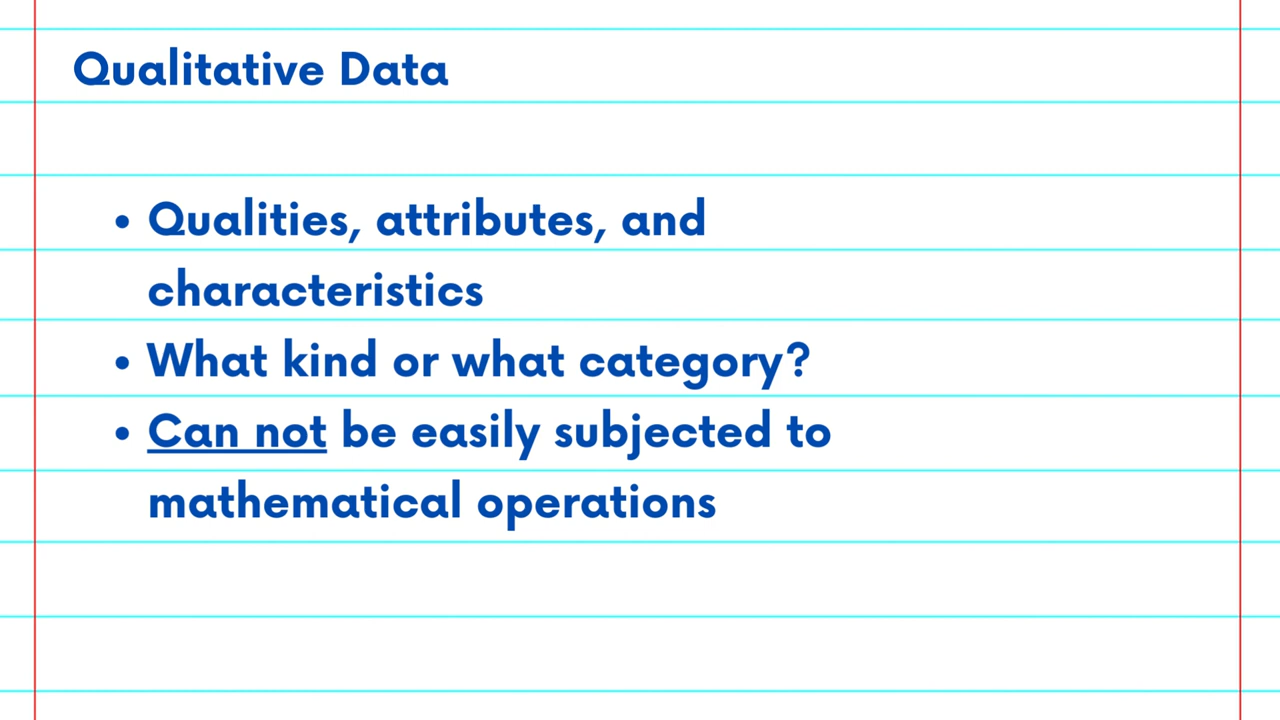 Qualitative Data
• Qualities, attributes, and
characteristics
• What kind or what category?
• Can not be easily subjected to
mathematical operations